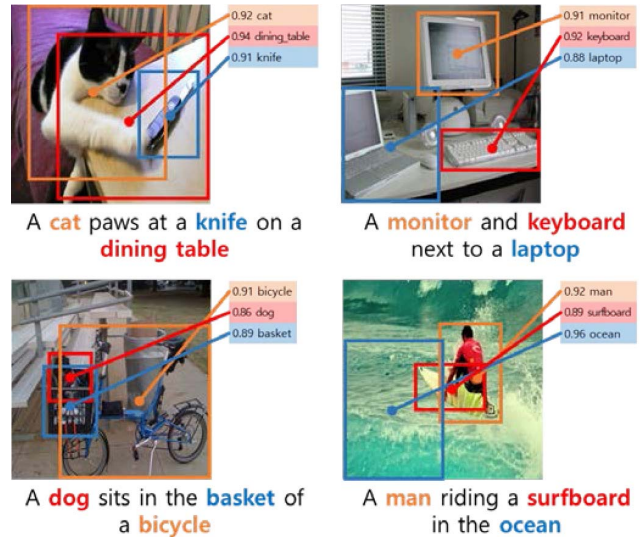 0.92 cat
0.94 dining_table
0.91 knife
A cat paws at a knife on a
dining table
0.91 monitor
0.92 keyboard
0.88 laptop
A monitor and keyboard
next to a laptop
0.91 bicycle
0.86 dog
0.89 basket
A dog sits in the basket of
a bicycle
0.92 man
0.89 surfboard
0.96 ocean
A man riding a surfboard
in the ocean